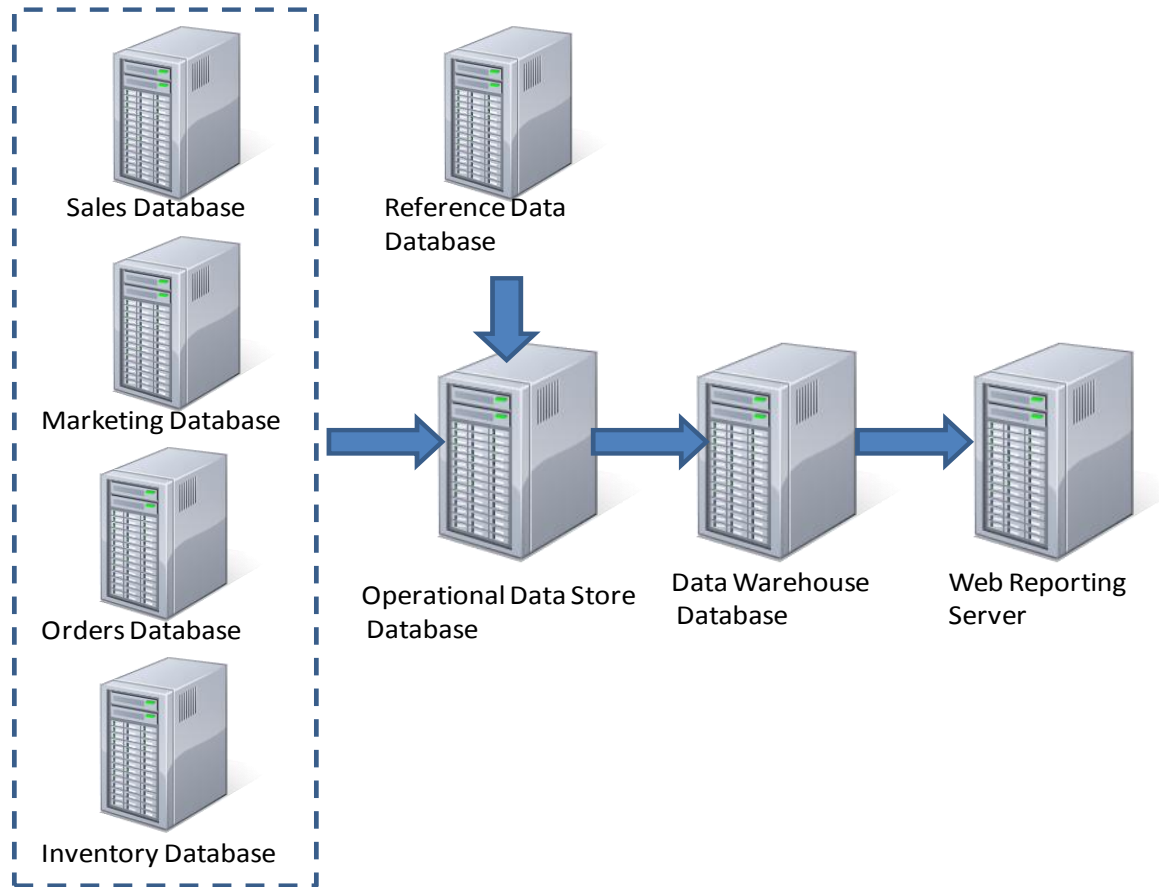 Sales Database
Reference Data
Database
Marketing Database
Operational Data Store
Database
Data Warehouse
Database
Web Reporting
Server
Orders Database
Inventory Database